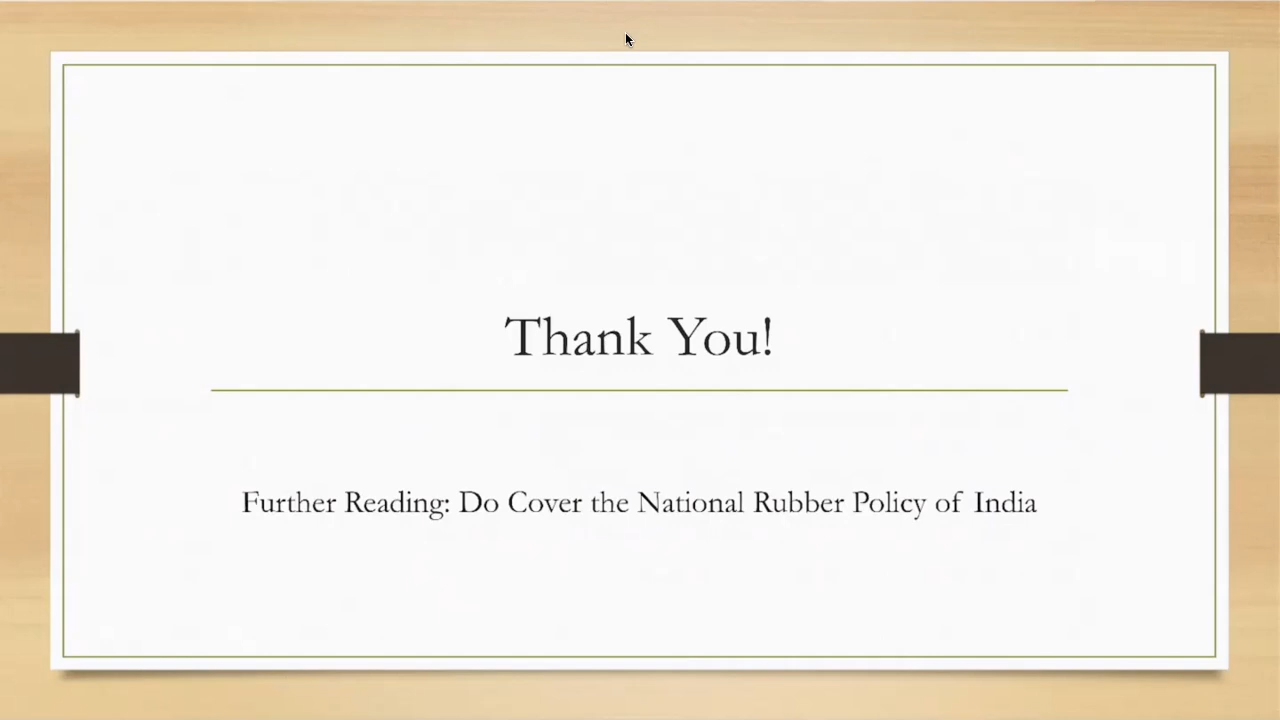 Thank You!
Further Reading: Do Cover the National Rubber Policy of India